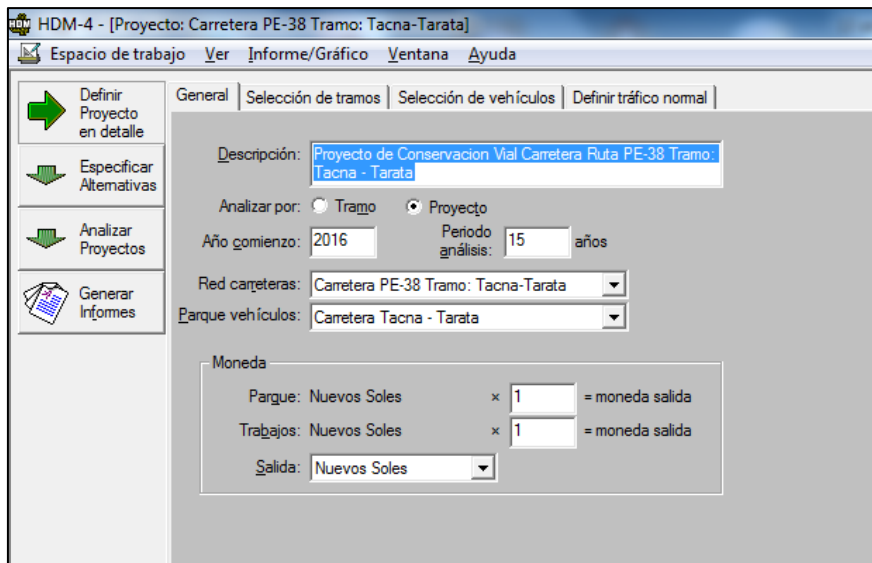 HDM-4 - [Proyecto: Carretera PE-38 Tramo: Tacna-Tarata]
Espacio de trabajo Ver Informe/Gráfico Ventana Ayuda
Definir
Proyecto
en detalle
Especificar
Alternativas
Analizar
Proyectos
Generar
Informes
General Selección de tramos Selección de vehículos Definir tráfico normal
Descripción: Proyecto de Conservacion Vial Carretera Ruta PE-38 Tramo:
Tacna - Tarata
Analizar por: Tramo Proyecto
Año comienzo: 2016 Periodo análisis: 15 años
Red carreteras: Carretera PE-38 Tramo: Tacna-Tarata
Parque vehículos: Carretera Tacna - Tarata
Moneda
Parque: Nuevos Soles × 1 = moneda salida
Trabajos: Nuevos Soles × 1 = moneda salida
Salida: Nuevos Soles